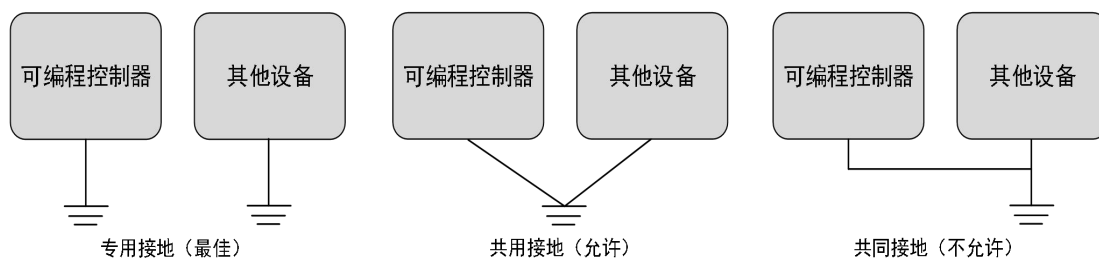 可编程控制器
其他设备
可编程控制器
其他设备
可编程控制器
其他设备
专用接地（最佳）
共用接地（允许）
共同接地（不允许）